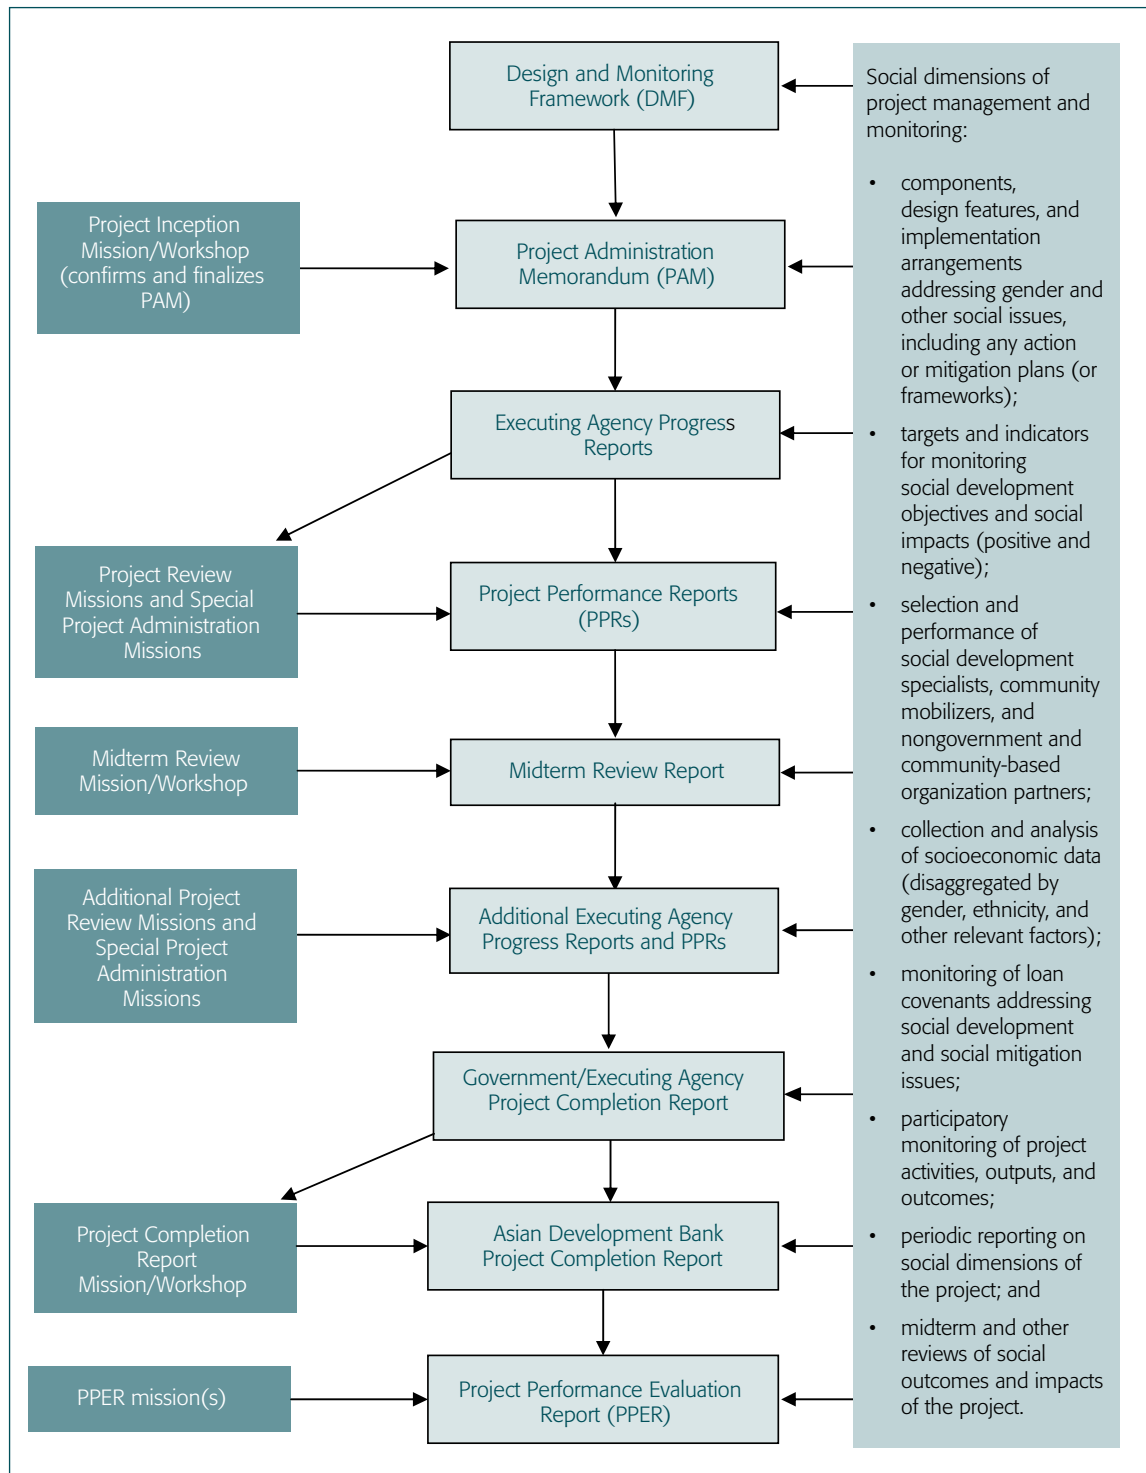 Design and Monitoring
Framework (DMF)
Project Inception
Mission/Workshop
(confirms and finalizes
PAM)
Project Administration
Memorandum (PAM)
Executing Agency Progress
Reports
Project Review
Missions and Special
Project Administration
Missions
Project Performance Reports
(PPRs)
Midterm Review
Mission/Workshop
Midterm Review Report
Additional Project
Review Missions and
Special Project
Administration
Missions
Additional Executing Agency
Progress Reports and PPRs
Government/Executing Agency
Project Completion Report
Project Completion
Report
Mission/Workshop
Asian Development Bank
Project Completion Report
PPER mission(s)
Project Performance Evaluation
Report (PPER)
Social dimensions of
project management and
monitoring:
• components,
design features, and
implementation
arrangements
addressing gender and
other social issues,
including any action
or mitigation plans (or
frameworks);
• targets and indicators
for monitoring
social development
objectives and social
impacts (positive and
negative);
• selection and
performance of
social development
specialists, community
mobilizers, and
nongovernment and
community-based
organization partners;
• collection and analysis
of socioeconomic data
(disaggregated by
gender, ethnicity, and
other relevant factors);
• monitoring of loan
covenants addressing
social development
and social mitigation
issues;
• participatory
monitoring of project
activities, outputs, and
outcomes;
• periodic reporting on
social dimensions of
the project; and
• midterm and other
reviews of social
outcomes and impacts
of the project.